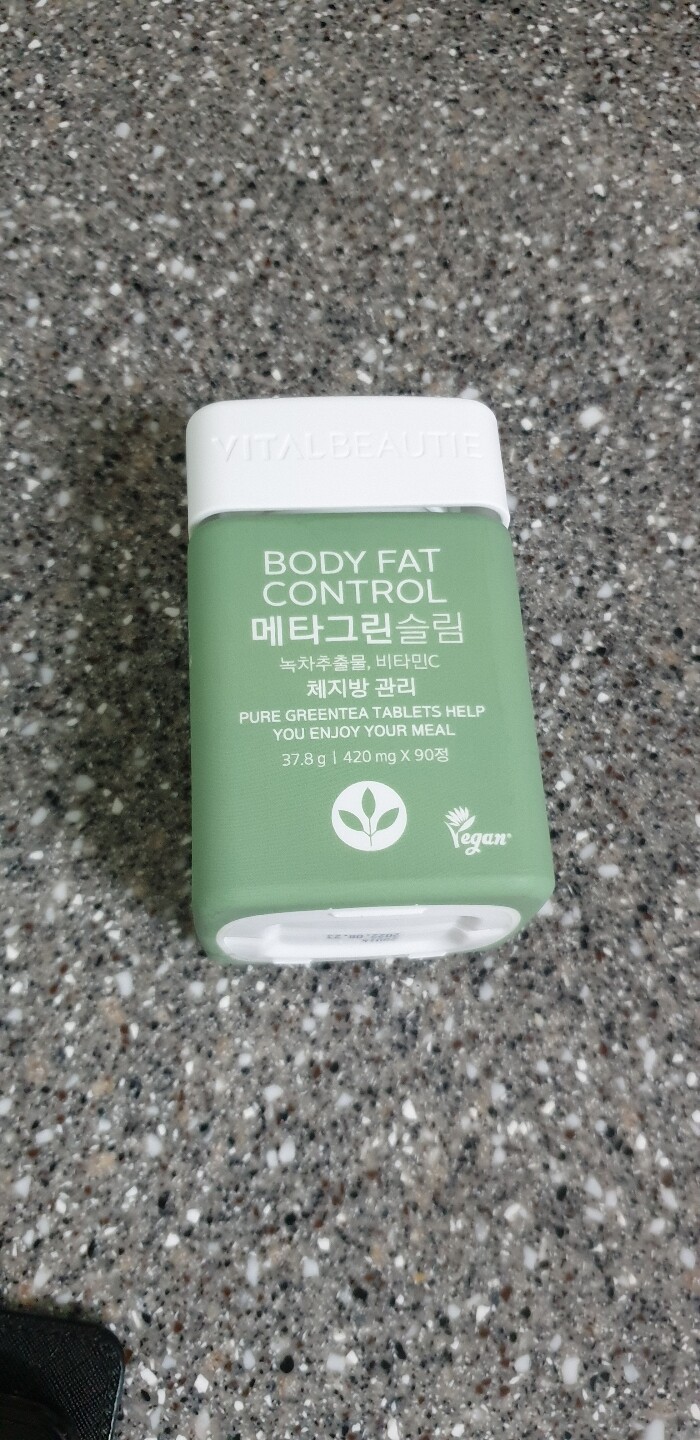 VITALBEAUTIE
BODY FAT
CONTROL
메타그린슬림
녹차추출물, 비타민C
체지방 관리
PURE GREENTEA TABLETS HELP
YOU ENJOY YOUR MEAL
37.8 g | 420 mg X 90정
Vegan